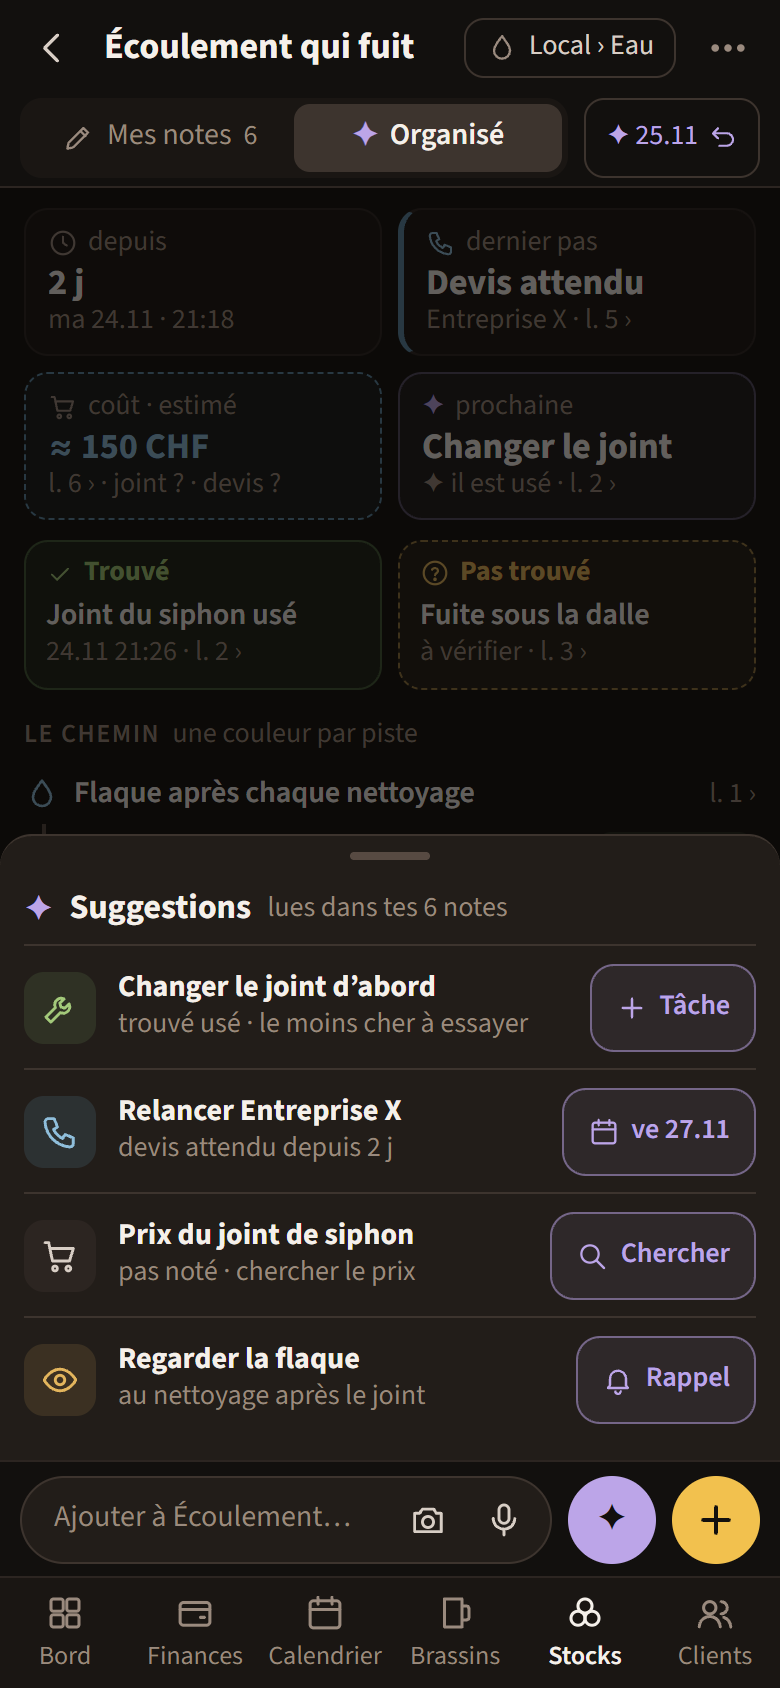 Écoulement qui fuit
Local › Eau
Mes notes 6
Organisé
25.11
depuis
2 j
ma 24.11 · 21:18
dernier pas
Devis attendu
Entreprise X · l. 5 ›
coût · estimé
≈ 150 CHF
l. 6 › · joint ? · devis ?
prochaine
Changer le joint
il est usé · l. 2 ›
Trouvé
Joint du siphon usé
24.11 21:26 · l. 2 ›
Pas trouvé
Fuite sous la dalle
à vérifier · l. 3 ›
LE CHEMIN une couleur par piste
Flaque après chaque nettoyage
l. 1 ›
Suggestions lues dans tes 6 notes
Changer le joint d’abord
trouvé usé · le moins cher à essayer
Tâche
Relancer Entreprise X
devis attendu depuis 2 j
ve 27.11
Prix du joint de siphon
pas noté · chercher le prix
Chercher
Regarder la flaque
au nettoyage après le joint
Rappel
Ajouter à Écoulement…
Bord
Finances
Calendrier
Brassins
Stocks
Clients